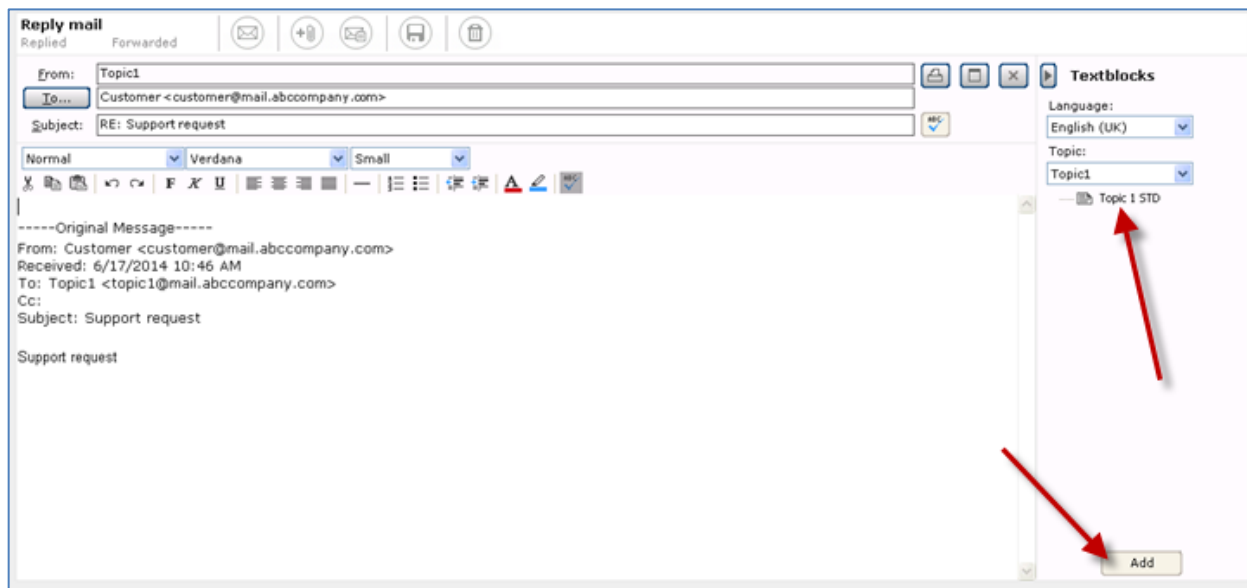 Reply mail
Replied Forwarded
From: Topic1
To... Customer <customer@mail.abccompany.com>
Subject: RE: Support request
ABC
Normal Verdana Small
F K U A ABC
-----Original Message-----
From: Customer <customer@mail.abccompany.com>
Received: 6/17/2014 10:46 AM
To: Topic1 <topic1@mail.abccompany.com>
Cc:
Subject: Support request
Support request
Textblocks
Language:
English (UK)
Topic:
Topic1
Topic 1 STD
Add